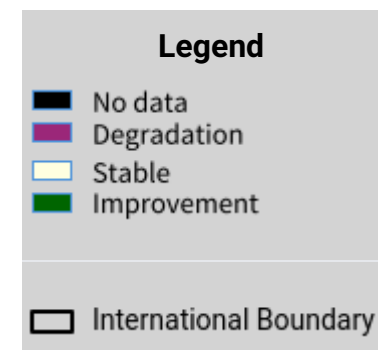 Legend
No data
Degradation
Stable
Improvement
International Boundary